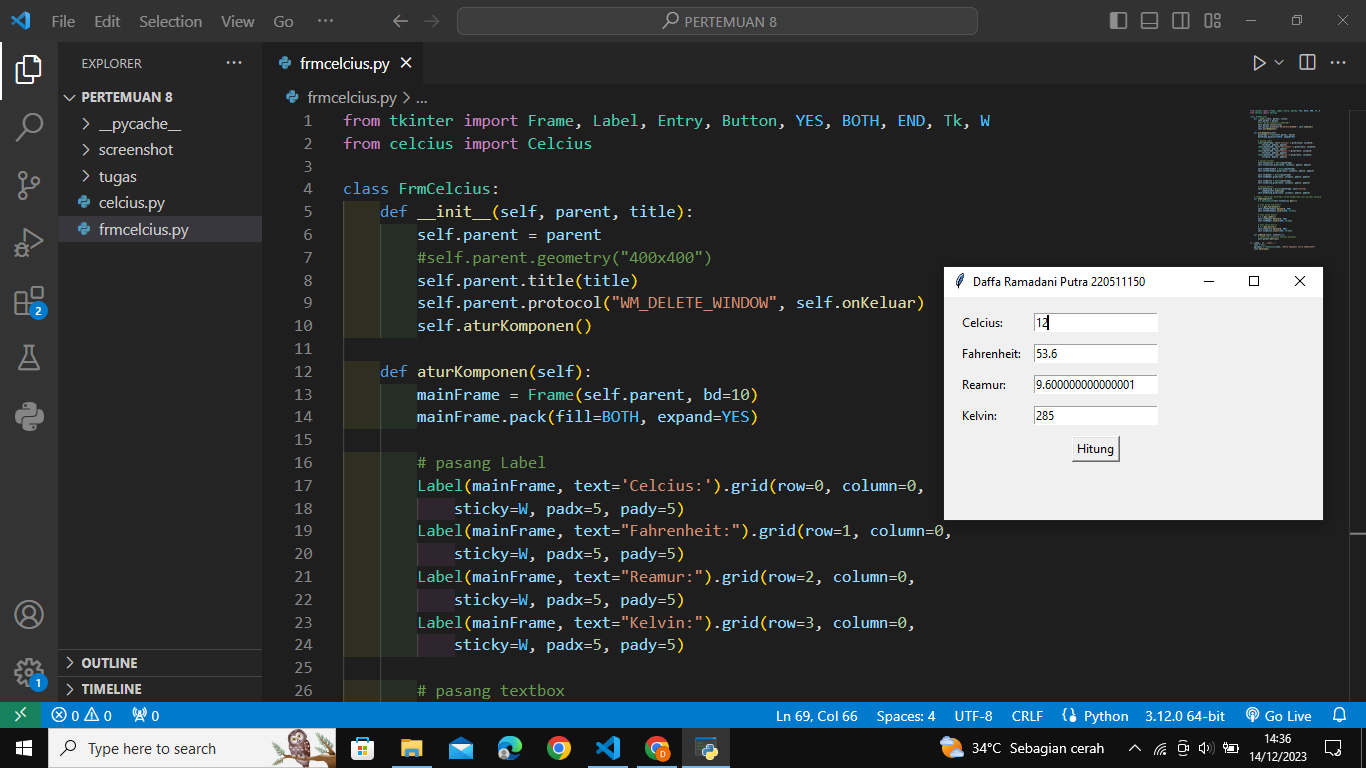 File Edit Selection View Go ··· PERTEMUAN 8
EXPLORER ···
PERTEMUAN 8
__pycache__
screenshot
tugas
celcius.py
frmcelcius.py
OUTLINE
TIMELINE
frmcelcius.py
frmcelcius.py > ...
1 from tkinter import Frame, Label, Entry, Button, YES, BOTH, END, Tk, W
2 from celcius import Celcius
3
4 class FrmCelcius:
5 def __init__(self, parent, title):
6 self.parent = parent
7 #self.parent.geometry("400x400")
8 self.parent.title(title)
9 self.parent.protocol("WM_DELETE_WINDOW", self.onKeluar)
10 self.aturKomponen()
11
12 def aturKomponen(self):
13 mainFrame = Frame(self.parent, bd=10)
14 mainFrame.pack(fill=BOTH, expand=YES)
15
16 # pasang Label
17 Label(mainFrame, text='Celcius:').grid(row=0, column=0,
18 sticky=W, padx=5, pady=5)
19 Label(mainFrame, text="Fahrenheit:").grid(row=1, column=0,
20 sticky=W, padx=5, pady=5)
21 Label(mainFrame, text="Reamur:").grid(row=2, column=0,
22 sticky=W, padx=5, pady=5)
23 Label(mainFrame, text="Kelvin:").grid(row=3, column=0,
24 sticky=W, padx=5, pady=5)
25
26 # pasang textbox
Daffa Ramadani Putra 220511150
Celcius: 12
Fahrenheit: 53.6
Reamur: 9.600000000000001
Kelvin: 285
Hitung
2
1
0 0 0 Ln 69, Col 66 Spaces: 4 UTF-8 CRLF Python 3.12.0 64-bit Go Live
Type here to search
34°C Sebagian cerah
14:36
14/12/2023